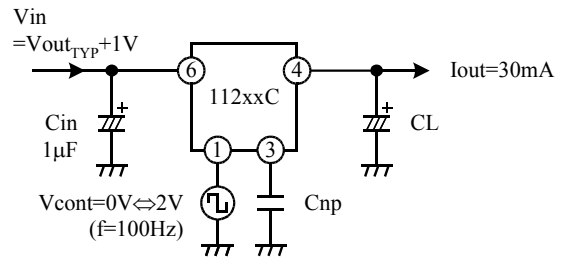 Vin
=Vout_TYP+1V
6
4
Iout=30mA
112xxC
+
Cin
1μF
+
CL
1
3
Vcont=0V⇔2V
(f=100Hz)
Cnp